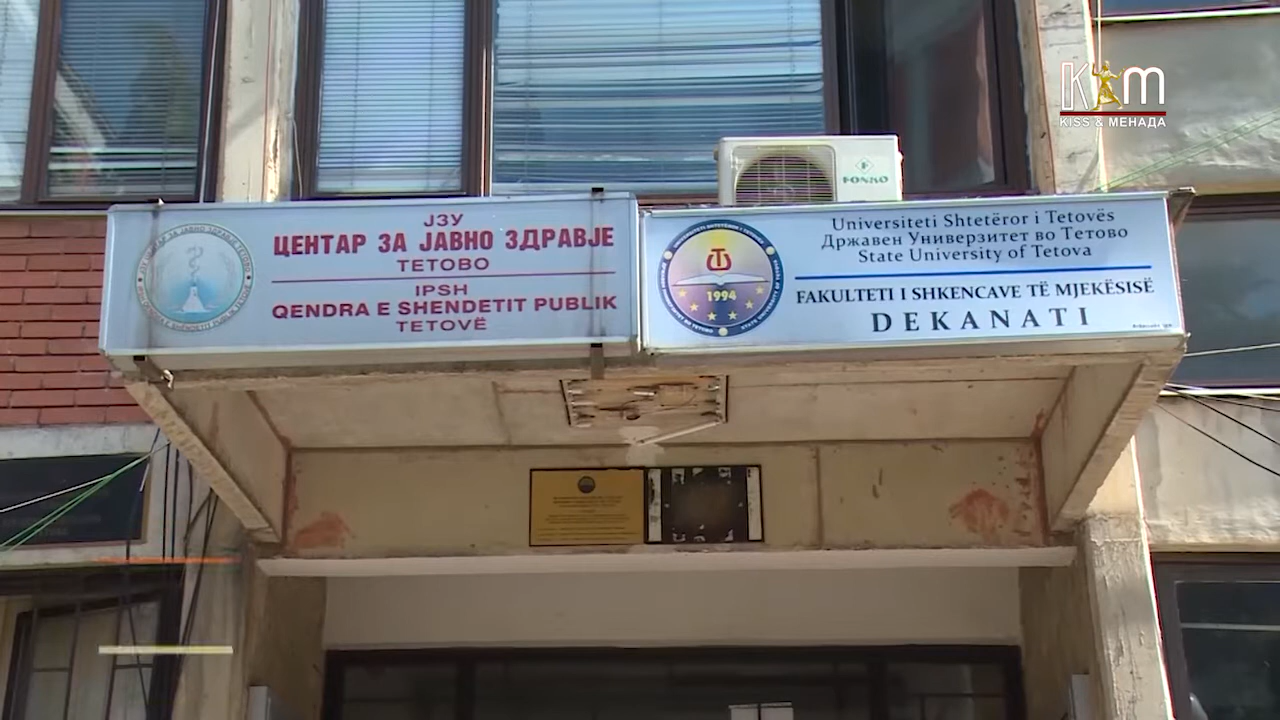 KM
KISS & МЕНАДА
FONKO
ЈЗУ
ЦЕНТАР ЗА ЈАВНО ЗДРАВЈЕ
ТЕТОВО
IPSH
QENDRA E SHENDETIT PUBLIK
TETOVË
Universiteti Shtetëror i Tetovës
Државен Универзитет во Тетово
State University of Tetova
FAKULTETI I SHKENCAVE TË MJEKËSISË
DEKANATI
1994